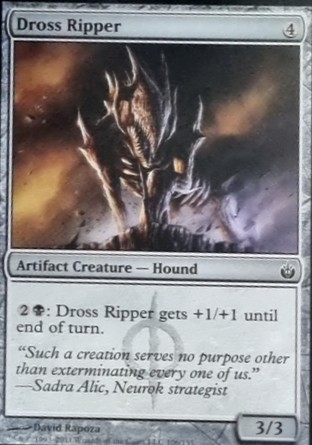 Dross Ripper 4
Artifact Creature — Hound
2 : Dross Ripper gets +1/+1 until
end of turn.
"Such a creation serves no purpose other
than exterminating every one of us."
—Sadra Alic, Neurok strategist
David Rapoza
3/3